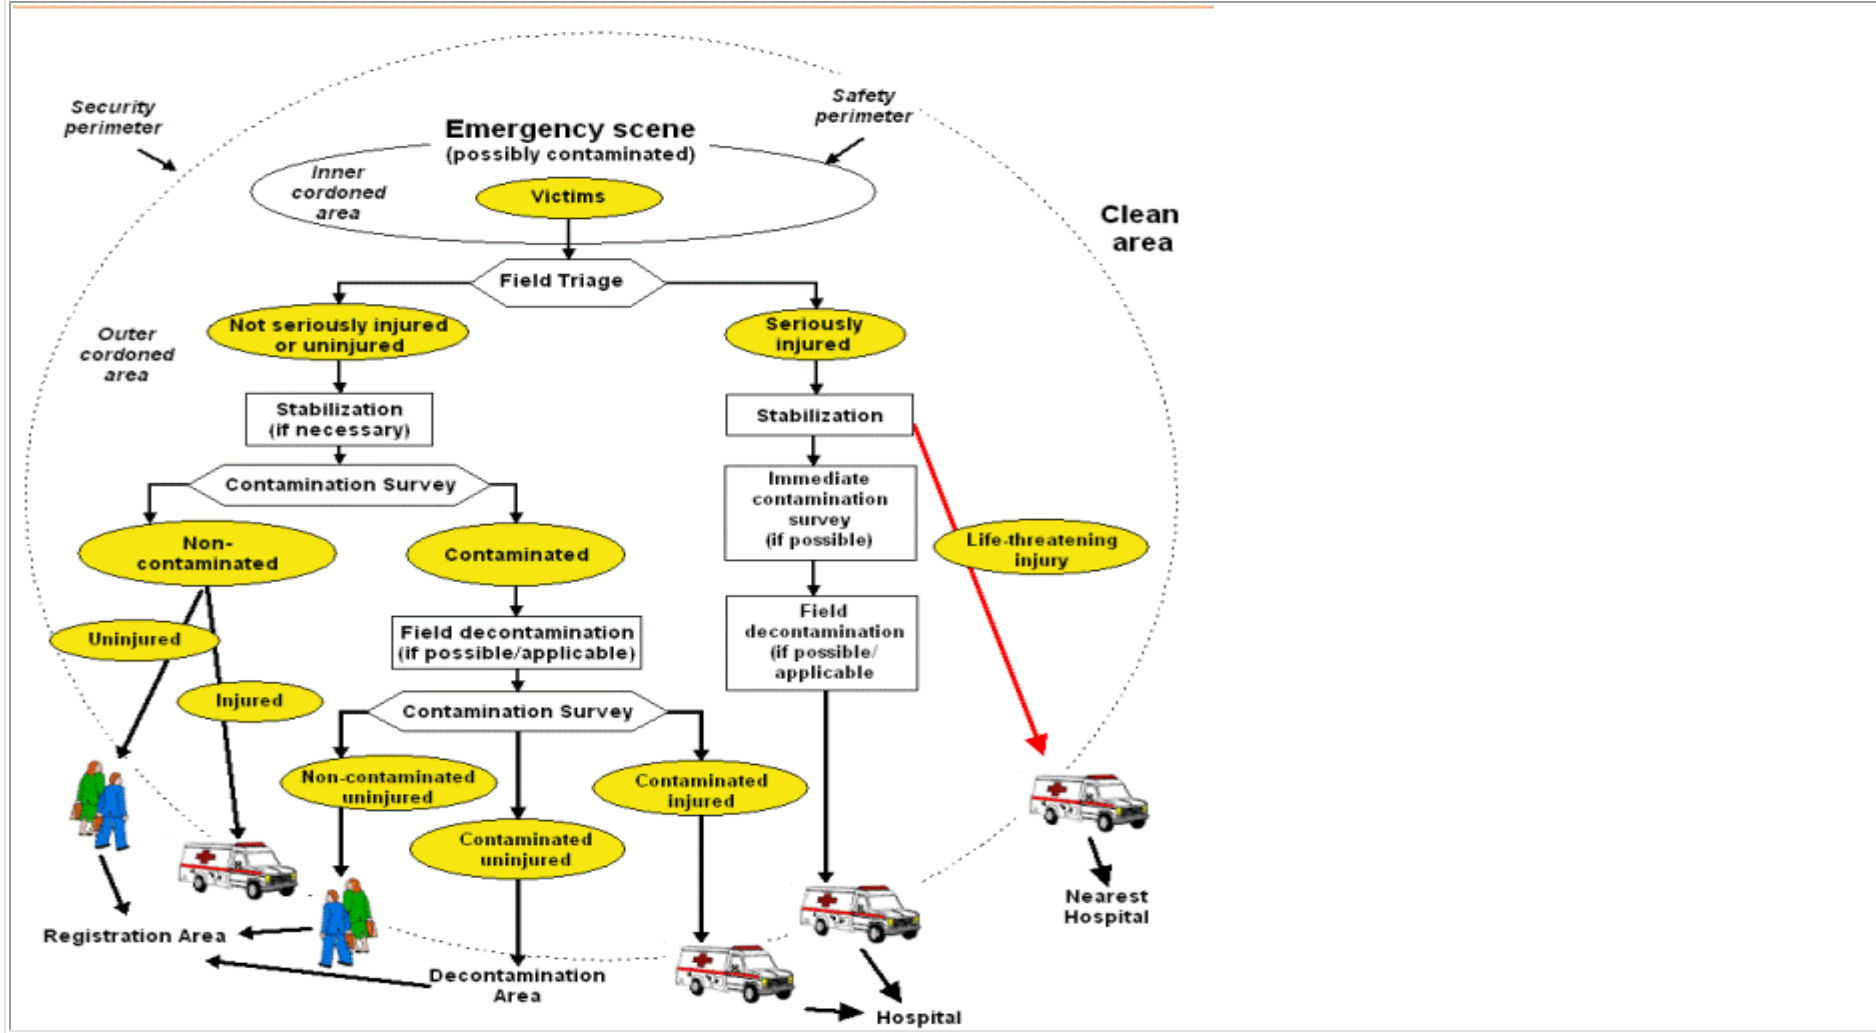 Security
perimeter
Safety
perimeter
Emergency scene
(possibly contaminated)
Inner
cordoned
area
Victims
Clean
area
Field Triage
Outer
cordoned
area
Not seriously injured
or uninjured
Seriously
injured
Stabilization
(if necessary)
Stabilization
Contamination Survey
Immediate
contamination
survey
(if possible)
Non-
contaminated
Contaminated
Life-threatening
injury
Uninjured
Injured
Field decontamination
(if possible/applicable)
Field
decontamination
(if possible/
applicable
Contamination Survey
Non-contaminated
uninjured
Contaminated
uninjured
Contaminated
injured
Registration Area
Decontamination
Area
Hospital
Nearest
Hospital